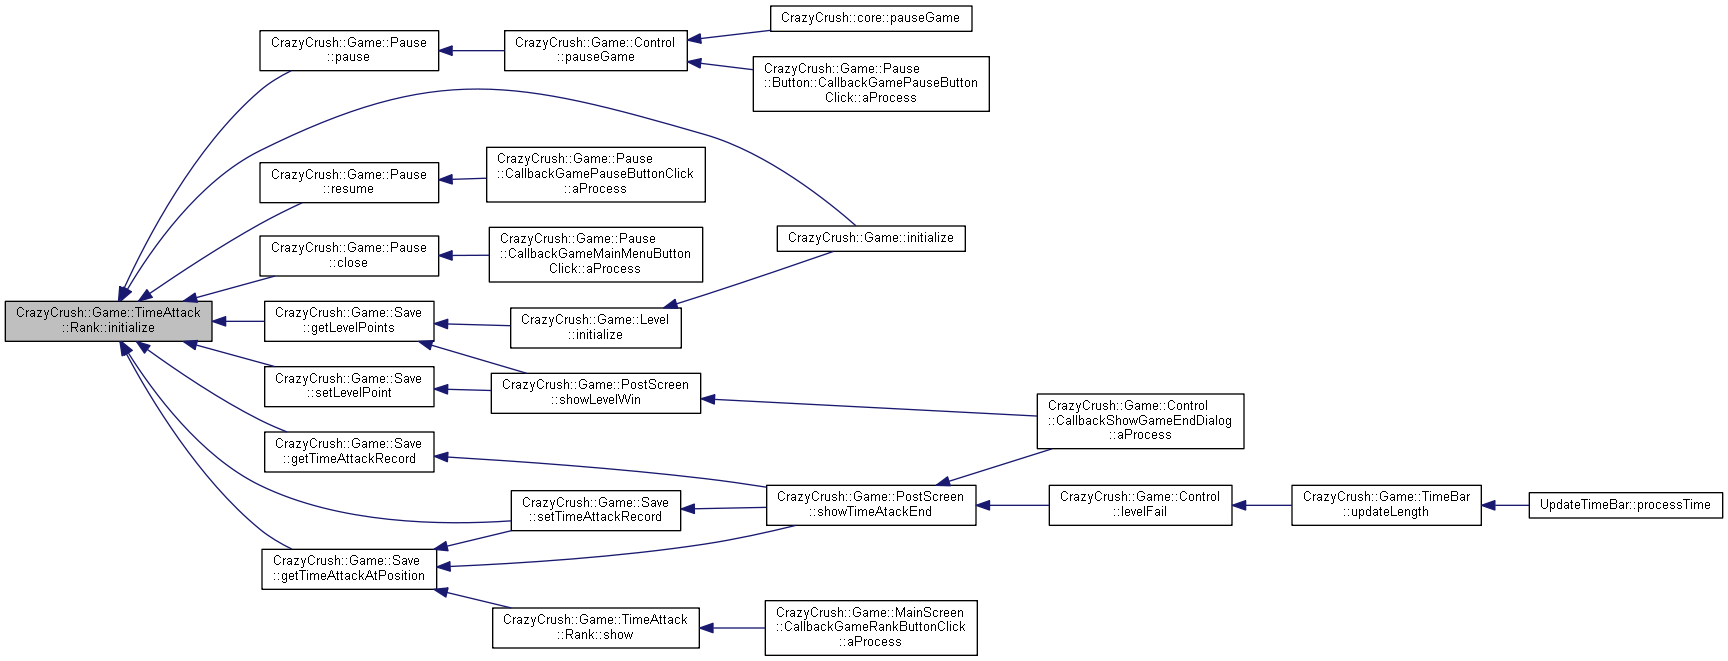 CrazyCrush::core::pauseGame
CrazyCrush::Game::Pause
::pause
CrazyCrush::Game::Control
::pauseGame
CrazyCrush::Game::Pause
::Button::CallbackGamePauseButton
Click::aProcess
CrazyCrush::Game::Pause
::resume
CrazyCrush::Game::Pause
::CallbackGamePauseButtonClick
::aProcess
CrazyCrush::Game::initialize
CrazyCrush::Game::Pause
::close
CrazyCrush::Game::Pause
::CallbackGameMainMenuButton
Click::aProcess
CrazyCrush::Game::TimeAttack
::Rank::initialize
CrazyCrush::Game::Save
::getLevelPoints
CrazyCrush::Game::Level
::initialize
CrazyCrush::Game::Save
::setLevelPoint
CrazyCrush::Game::PostScreen
::showLevelWin
CrazyCrush::Game::Control
::CallbackShowGameEndDialog
::aProcess
CrazyCrush::Game::Save
::getTimeAttackRecord
CrazyCrush::Game::Save
::setTimeAttackRecord
CrazyCrush::Game::PostScreen
::showTimeAtackEnd
CrazyCrush::Game::Control
::levelFail
CrazyCrush::Game::TimeBar
::updateLength
UpdateTimeBar::processTime
CrazyCrush::Game::Save
::getTimeAttackAtPosition
CrazyCrush::Game::TimeAttack
::Rank::show
CrazyCrush::Game::MainScreen
::CallbackGameRankButtonClick
::aProcess